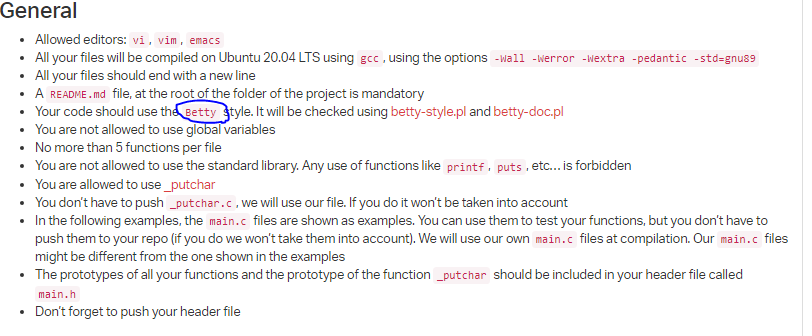 General
Allowed editors: vi, vim, emacs
All your files will be compiled on Ubuntu 20.04 LTS using gcc, using the options -Wall -Werror -Wextra -pedantic -std=gnu89
All your files should end with a new line
A README.md file, at the root of the folder of the project is mandatory
Your code should use the Betty style. It will be checked using betty-style.pl and betty-doc.pl
You are not allowed to use global variables
No more than 5 functions per file
You are not allowed to use the standard library. Any use of functions like printf, puts, etc… is forbidden
You are allowed to use _putchar
You don’t have to push _putchar.c, we will use our file. If you do it won’t be taken into account
In the following examples, the main.c files are shown as examples. You can use them to test your functions, but you don’t have to
push them to your repo (if you do we won’t take them into account). We will use our own main.c files at compilation. Our main.c files
might be different from the one shown in the examples
The prototypes of all your functions and the prototype of the function _putchar should be included in your header file called
main.h
Don’t forget to push your header file